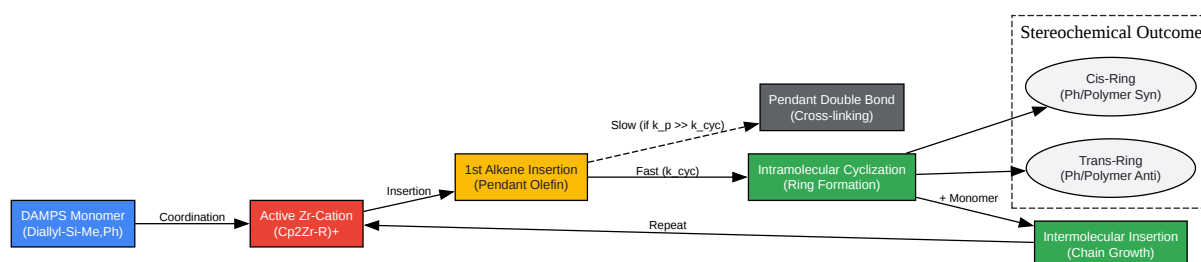 Stereochemical Outcome
Cis-Ring
(Ph/Polymer Syn)
Pendant Double Bond
(Cross-linking)
Slow (if k_p >> k_cyc)
1st Alkene Insertion
(Pendant Olefin)
Fast (k_cyc)
Intramolecular Cyclization
(Ring Formation)
Trans-Ring
(Ph/Polymer Anti)
Insertion
+ Monomer
DAMPS Monomer
(Diallyl-Si-Me,Ph)
Coordination
Active Zr-Cation
(Cp2Zr-R)+
Repeat
Intermolecular Insertion
(Chain Growth)